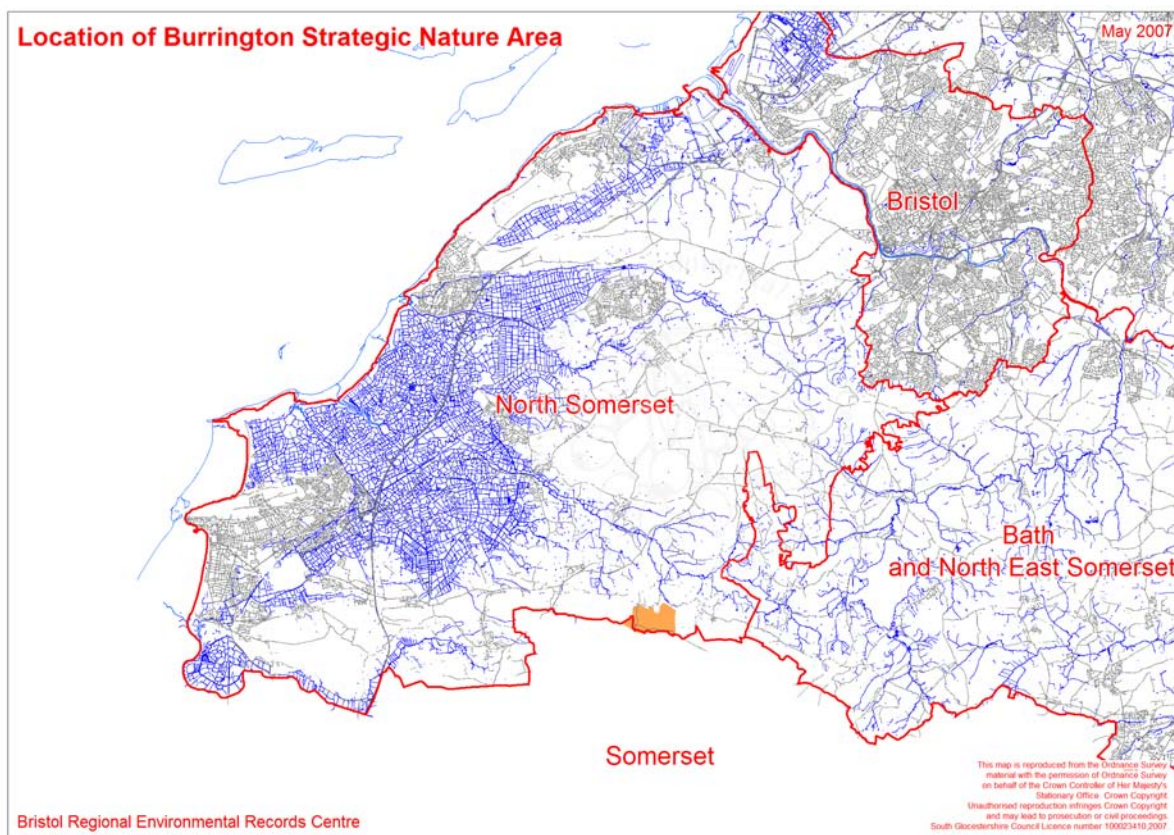 Location of Burrington Strategic Nature Area
May 2007
Bristol
North Somerset
Bath
and North East Somerset
Somerset
This map is reproduced from the Ordnance Survey
material with the permission of Ordnance Survey
on behalf of the Crown Controller of Her Majesty's
Stationary Office. Crown Copyright
Unauthorised reproduction infringes Crown Copyright
and may lead to prosecution or civil proceedings
South Glocestershire Council Licence number 100023410,2007
Bristol Regional Environmental Records Centre